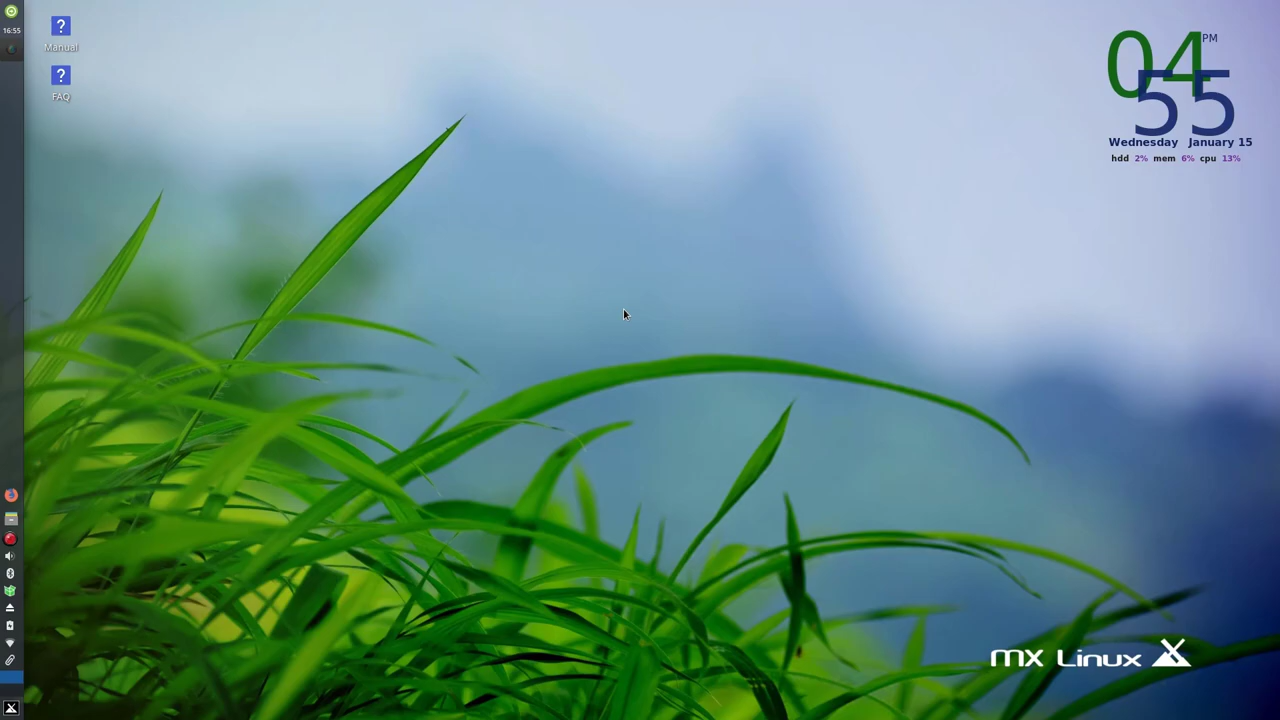 16:55
Manual
FAQ
04 PM
55
Wednesday January 15
hdd 2% mem 6% cpu 13%
MX Linux